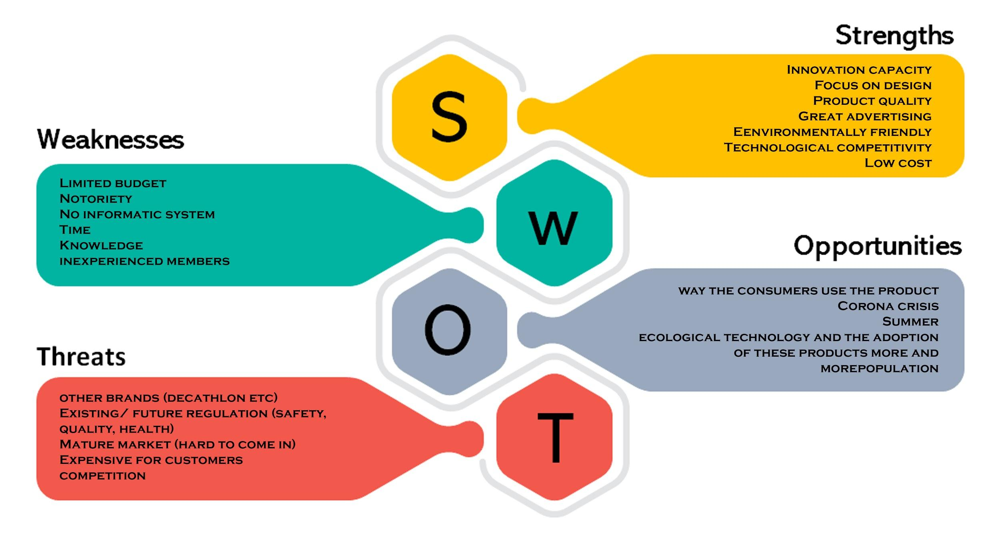 Strengths
Innovation capacity
Focus on design
Product quality
Great advertising
Eenvironmentally friendly
Technological competitivity
Low cost
S
Weaknesses
Limited budget
Notoriety
No informatic system
Time
Knowledge
inexperienced members
W
Opportunities
way the consumers use the product
Corona crisis
Summer
ecological technology and the adoption
of these products more and
morepopulation
O
Threats
other brands (decathlon etc)
Existing/ future regulation (safety,
quality, health)
Mature market (hard to come in)
Expensive for customers
competition
T